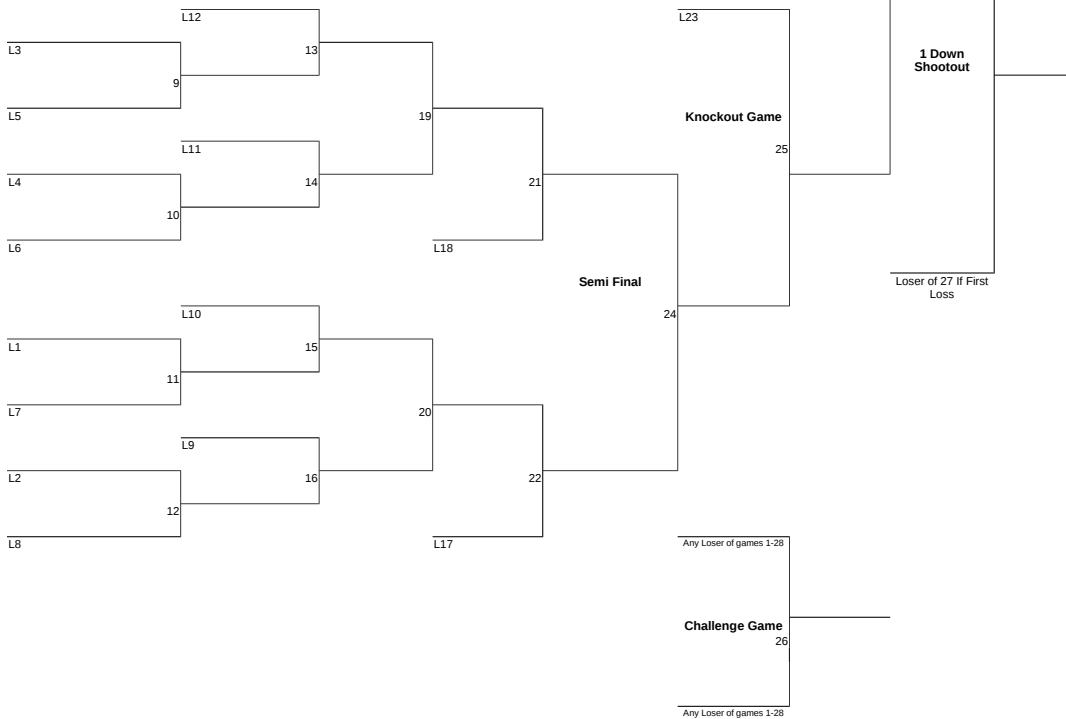 L12
L23
L3
13
1 Down
Shootout
9
L5
19
Knockout Game
L11
25
L4
14
21
10
L6
L18
Semi Final
Loser of 27 If First
Loss
L10
24
L1
15
11
L7
20
L9
L2
16
22
12
L8
L17
Any Loser of games 1-28
Challenge Game
26
Any Loser of games 1-28